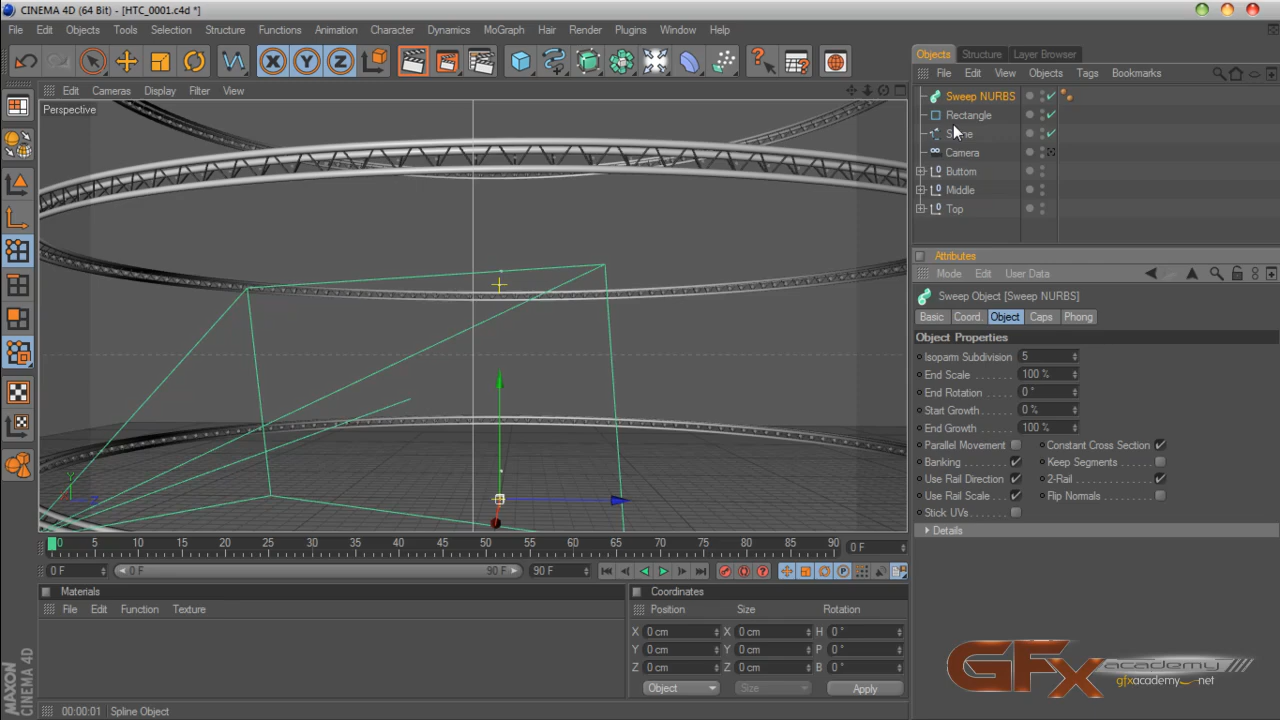 CINEMA 4D (64 Bit) - [HTC_0001.c4d *]
File Edit Objects Tools Selection Structure Functions Animation Character Dynamics MoGraph Hair Render Plugins Window Help
Objects Structure Layer Browser
File Edit View Objects Tags Bookmarks
Edit Cameras Display Filter View
Perspective
Sweep NURBS
Rectangle
Camera
Buttom
Middle
Top
Attributes
Mode Edit User Data
Sweep Object [Sweep NURBS]
Basic Coord. Object Caps Phong
Object Properties
Isoparm Subdivision 5
End Scale 100 %
End Rotation 0 °
Start Growth 0 %
End Growth 100 %
Parallel Movement Constant Cross Section
Banking Keep Segments
Use Rail Direction 2-Rail
Use Rail Scale Flip Normals
Stick UVs
Details
0 5 10 15 20 25 30 35 40 45 50 55 60 65 70 75 80 85 90 0 F
0 F 0 F 90 F 90 F
Materials
File Edit Function Texture
Coordinates
Position Size Rotation
X 0 cm X 0 cm H 0 °
Y 0 cm Y 0 cm P 0 °
Z 0 cm Z 0 cm B 0 °
Object Size Apply
00:00:01 Spline Object
MAXON CINEMA 4D
GFx academy
gfxacademy net
Y
Z